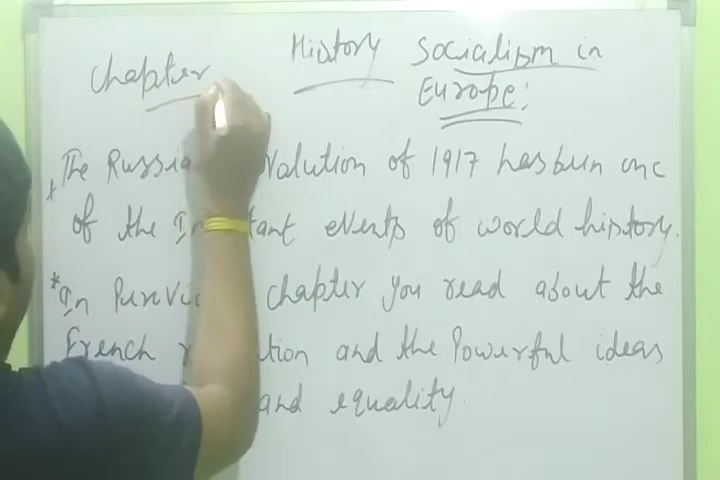 Chapter History Socialism in
Europe:
* The Russia volution of 1917 has been one
of the tant events of world history.
* In chapter you read about the
French tion and the Powerful ideas
and equality.